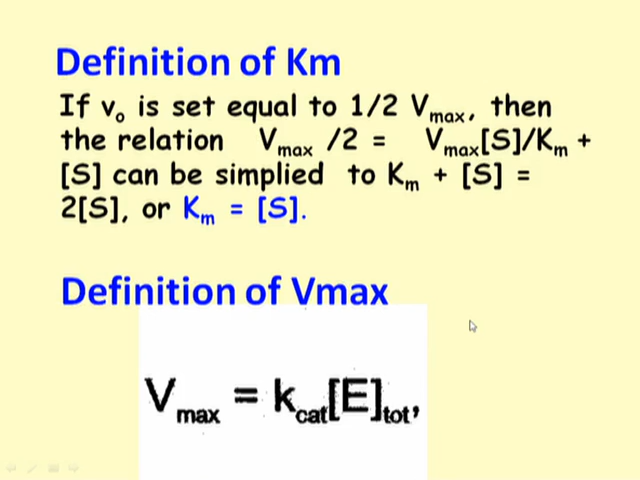 Definition of Km
If vo is set equal to 1/2 Vmax, then
the relation Vmax /2 = Vmax[S]/Km +
[S] can be simplied to Km + [S] =
2[S], or Km = [S].
Definition of Vmax
Vmax = kcat[E]tot,